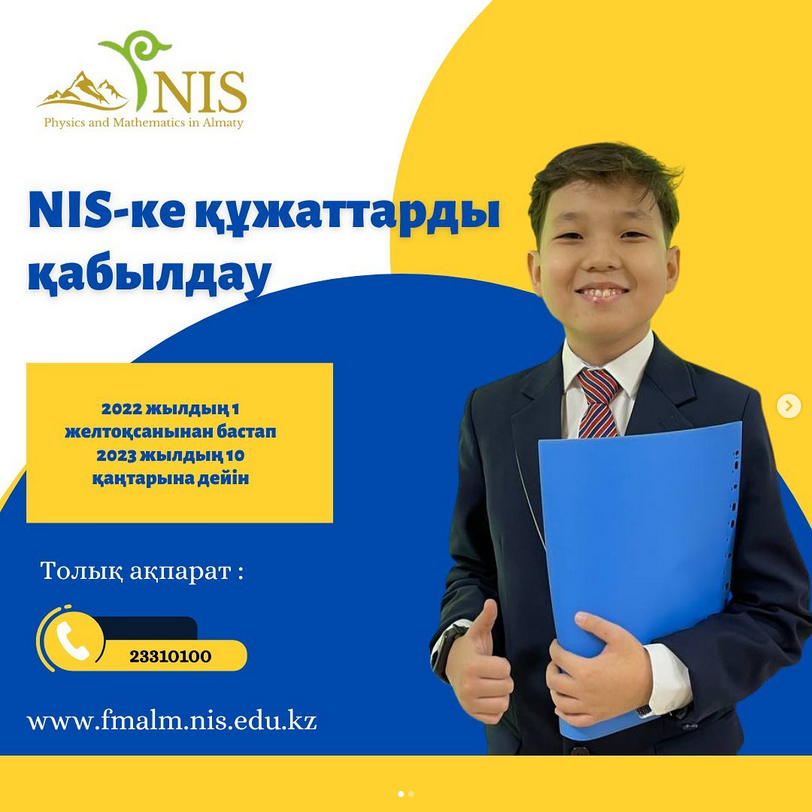 NIS
Physics and Mathematics in Almaty
NIS-ке құжаттарды
қабылдау
2022 жылдың 1
желтоқсанынан бастап
2023 жылдың 10
қаңтарына дейін
Толық ақпарат :
23310100
www.fmalm.nis.edu.kz